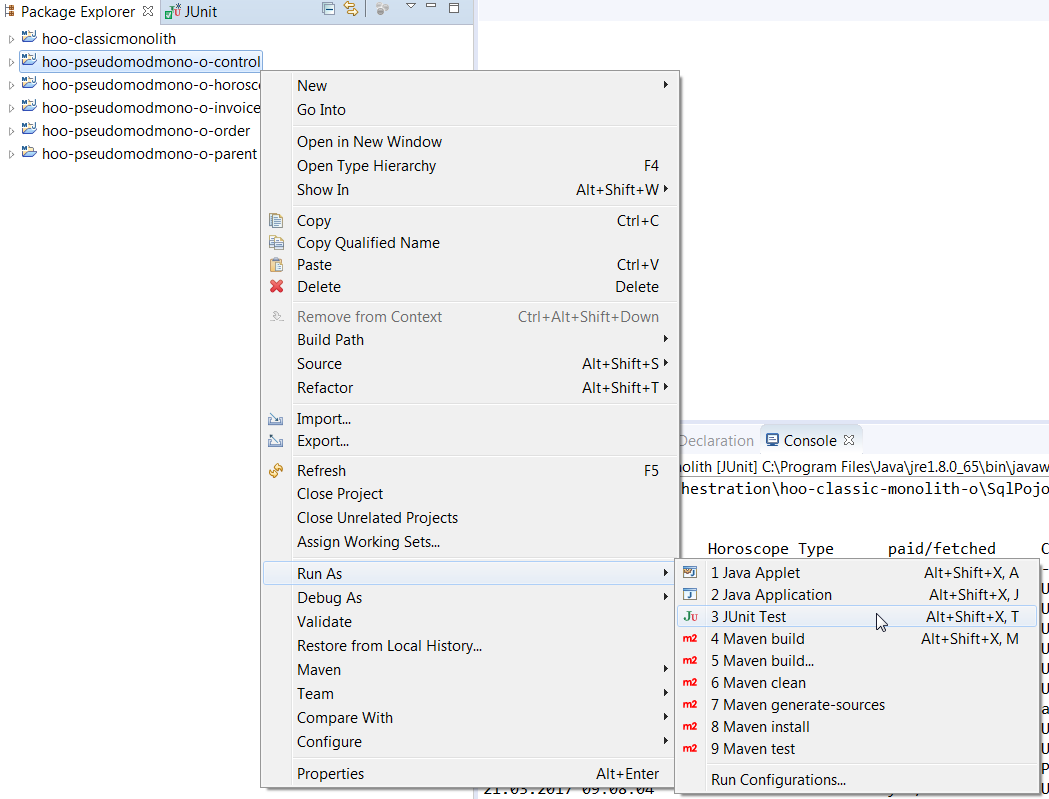 Package Explorer
JUnit
hoo-classicmonolith
hoo-pseudomodmono-o-control
hoo-pseudomodmono-o-horosc
hoo-pseudomodmono-o-invoice
hoo-pseudomodmono-o-order
hoo-pseudomodmono-o-parent
New
Go Into
Open in New Window
Open Type Hierarchy F4
Show In Alt+Shift+W
Copy Ctrl+C
Copy Qualified Name
Paste Ctrl+V
Delete Delete
Remove from Context Ctrl+Alt+Shift+Down
Build Path
Source Alt+Shift+S
Refactor Alt+Shift+T
Import...
Export...
Refresh F5
Close Project
Close Unrelated Projects
Assign Working Sets...
Run As
Debug As
Validate
Restore from Local History...
Maven
Team
Compare With
Configure
Properties Alt+Enter
Declaration
Console
nolith [JUnit] C:\Program Files\Java\jre1.8.0_65\bin\javaw
hestration\hoo-classic-monolith-o\SqlPojo
Horoscope Type paid/fetched C
1 Java Applet Alt+Shift+X, A
2 Java Application Alt+Shift+X, J
JU 3 JUnit Test Alt+Shift+X, T
m2 4 Maven build Alt+Shift+X, M
m2 5 Maven build...
m2 6 Maven clean
m2 7 Maven generate-sources
m2 8 Maven install
m2 9 Maven test
Run Configurations...
21.03.2017 09:08:04